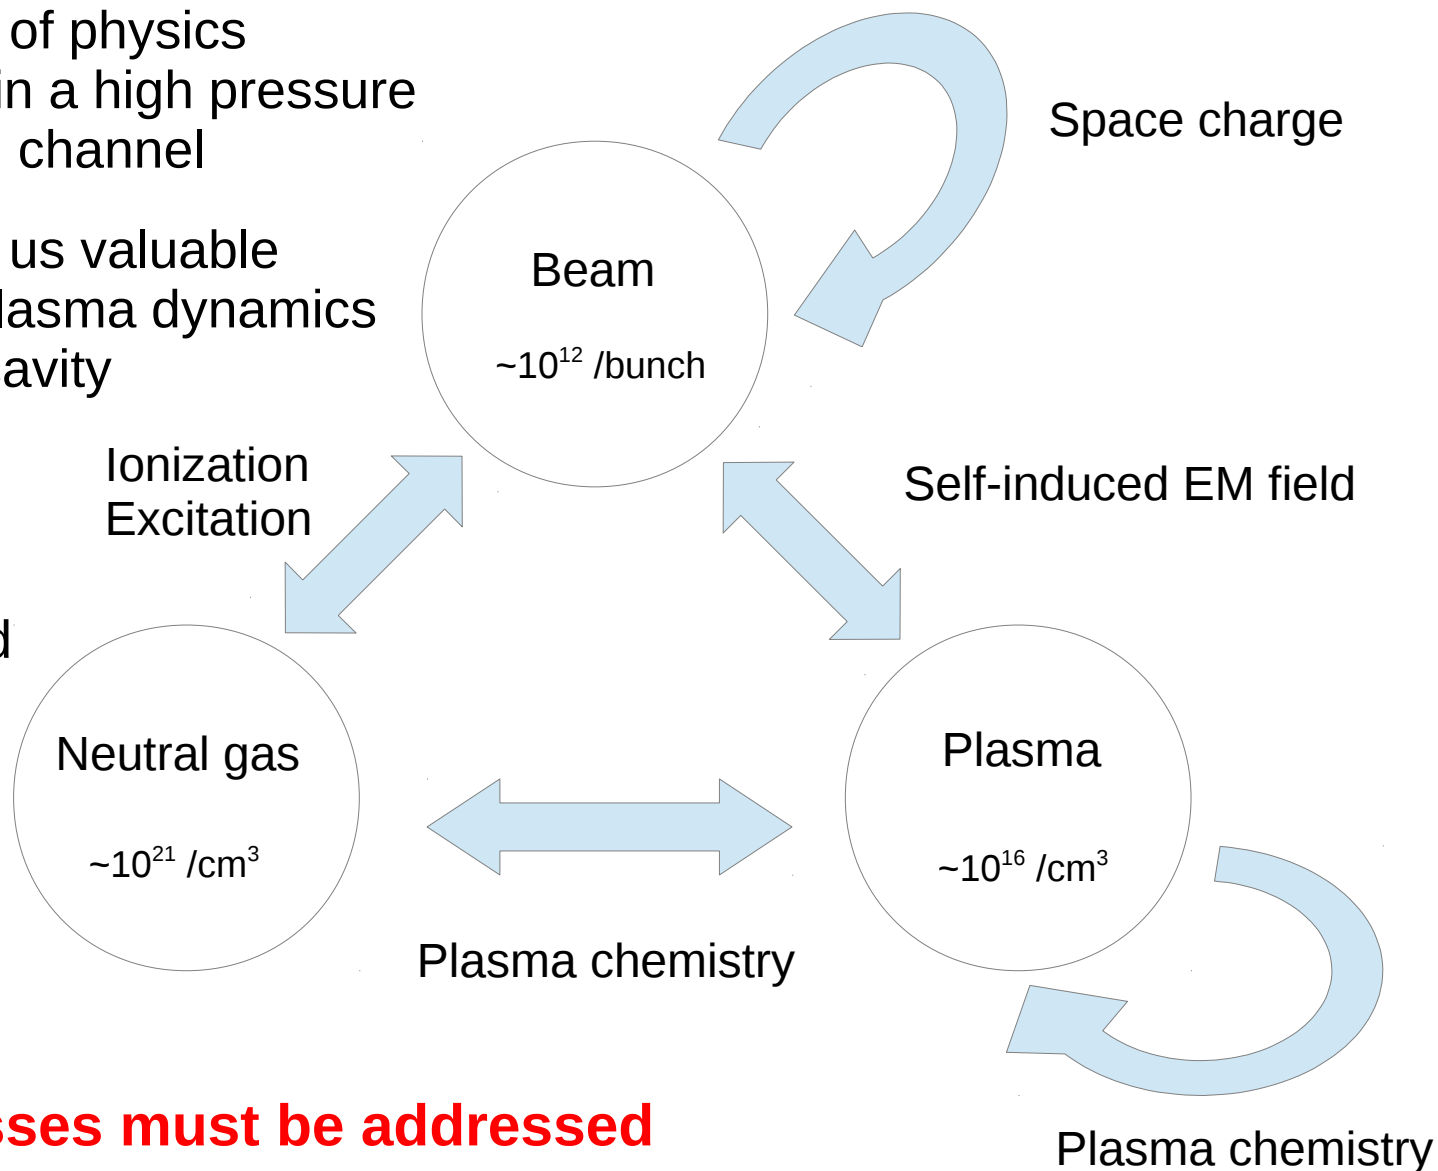 of physics
in a high pressure
channel
us valuable
lasma dynamics
avity
Space charge
Beam
~10¹² /bunch
Ionization
Excitation
Self-induced EM field
d
Neutral gas
~10²¹ /cm³
Plasma
~10¹⁶ /cm³
Plasma chemistry
sses must be addressed
Plasma chemistry